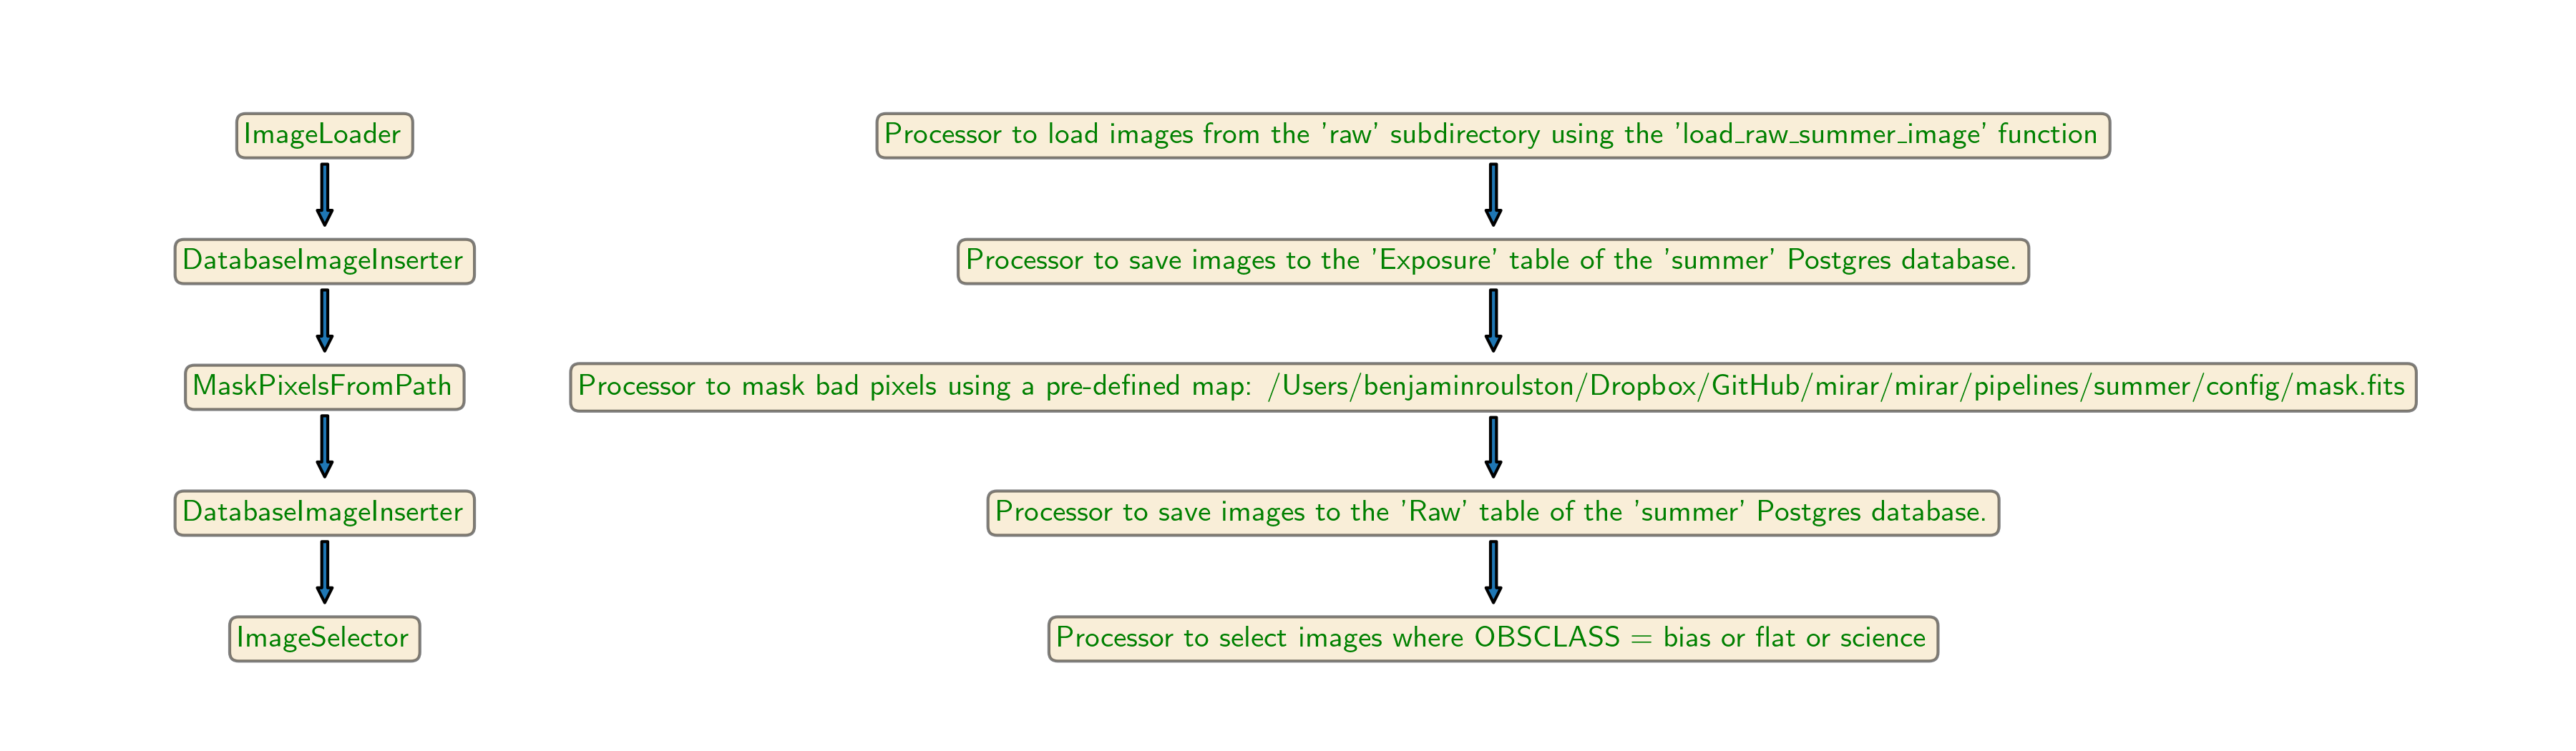 ImageLoader
Processor to load images from the 'raw' subdirectory using the 'load_raw_summer_image' function
DatabaseImageInserter
Processor to save images to the 'Exposure' table of the 'summer' Postgres database.
MaskPixelsFromPath
Processor to mask bad pixels using a pre-defined map: /Users/benjaminroulston/Dropbox/GitHub/mirar/mirar/pipelines/summer/config/mask.fits
DatabaseImageInserter
Processor to save images to the 'Raw' table of the 'summer' Postgres database.
ImageSelector
Processor to select images where OBSCLASS = bias or flat or science